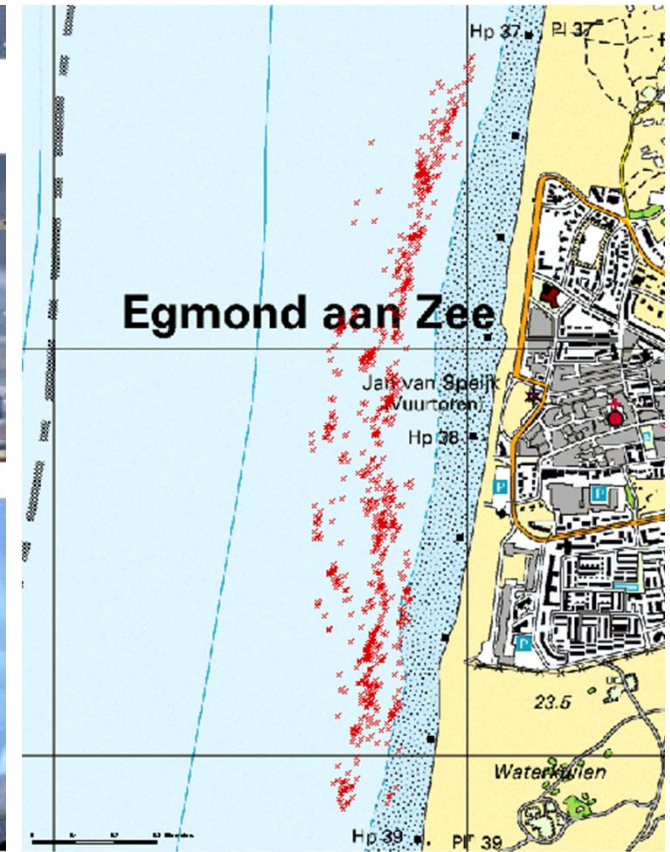 Hp 37
Pl 37
Egmond aan Zee
Jan van Speijk
(Vuurtoren)
Hp 38
P
P
P
23.5
Waterkuilen
Hp 39
Pl 39